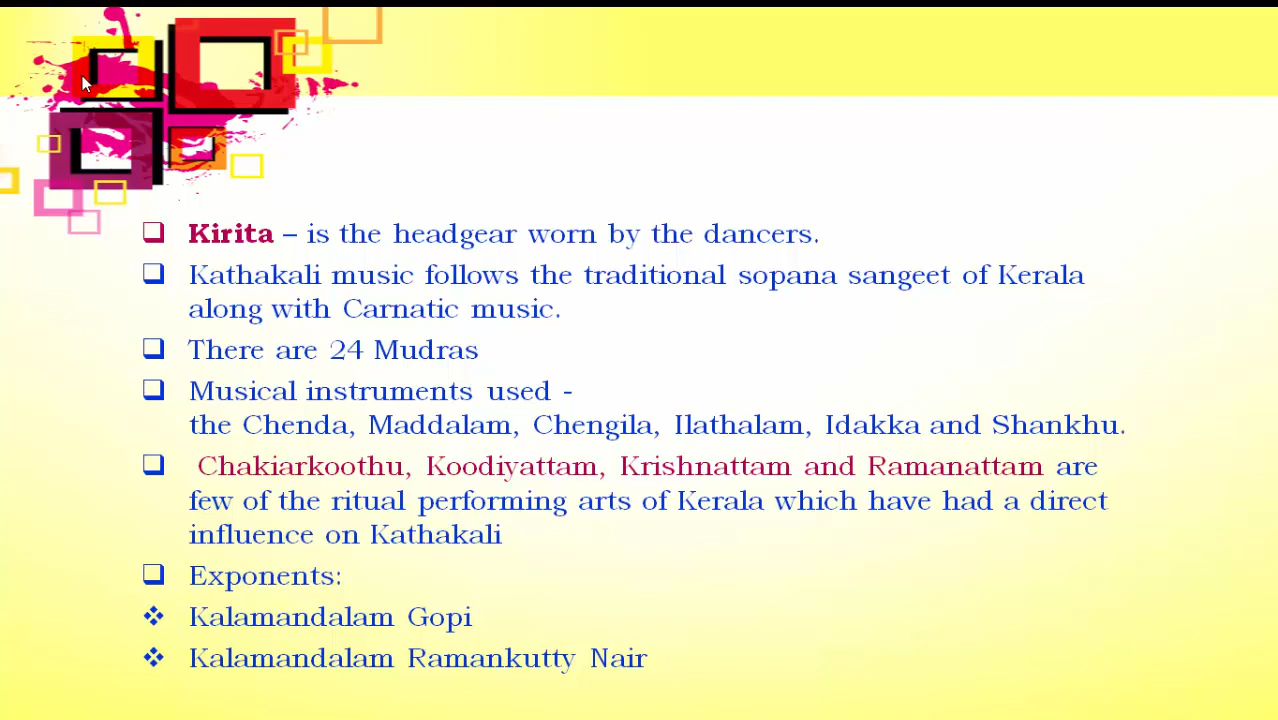 Kirita – is the headgear worn by the dancers.
Kathakali music follows the traditional sopana sangeet of Kerala
along with Carnatic music.
There are 24 Mudras
Musical instruments used -
the Chenda, Maddalam, Chengila, Ilathalam, Idakka and Shankhu.
Chakiarkoothu, Koodiyattam, Krishnattam and Ramanattam are
few of the ritual performing arts of Kerala which have had a direct
influence on Kathakali
Exponents:
Kalamandalam Gopi
Kalamandalam Ramankutty Nair